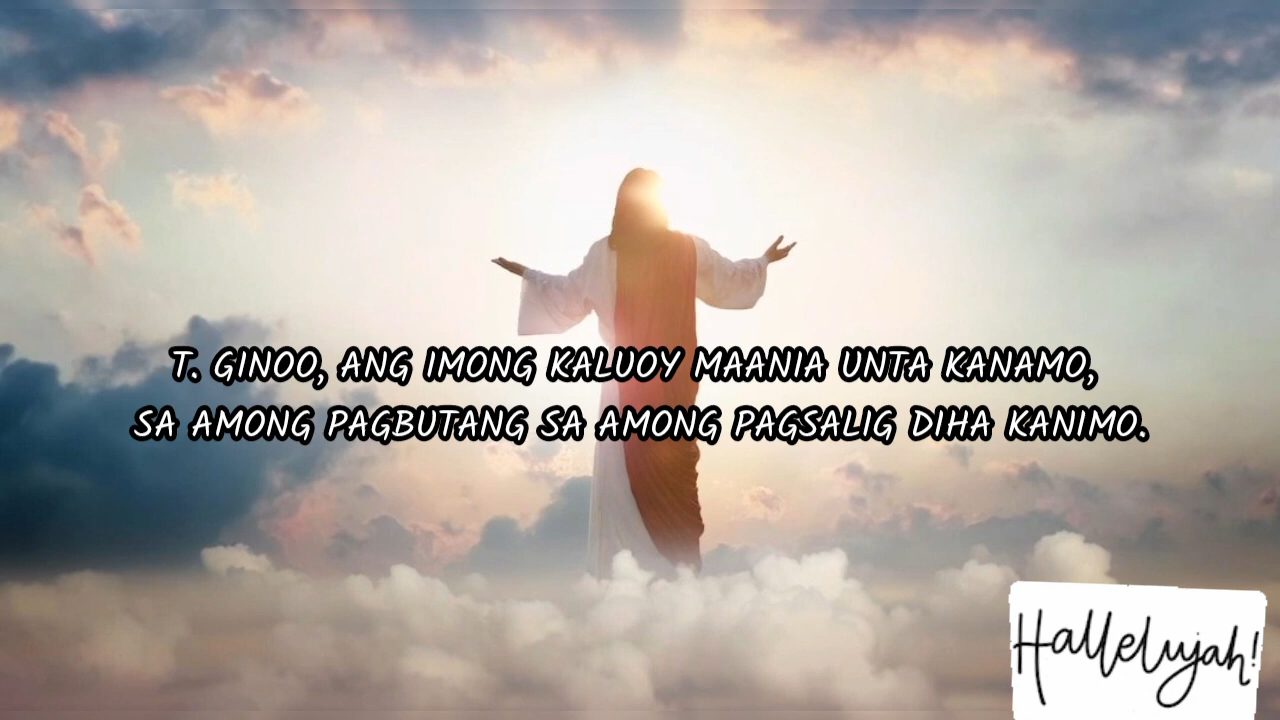 T. GINOO, ANG IMONG KALUOY MAANIA UNTA KANAMO,
SA AMONG PAGBUTANG SA AMONG PAGSALIG DIHA KANIMO.
Hallelujah!